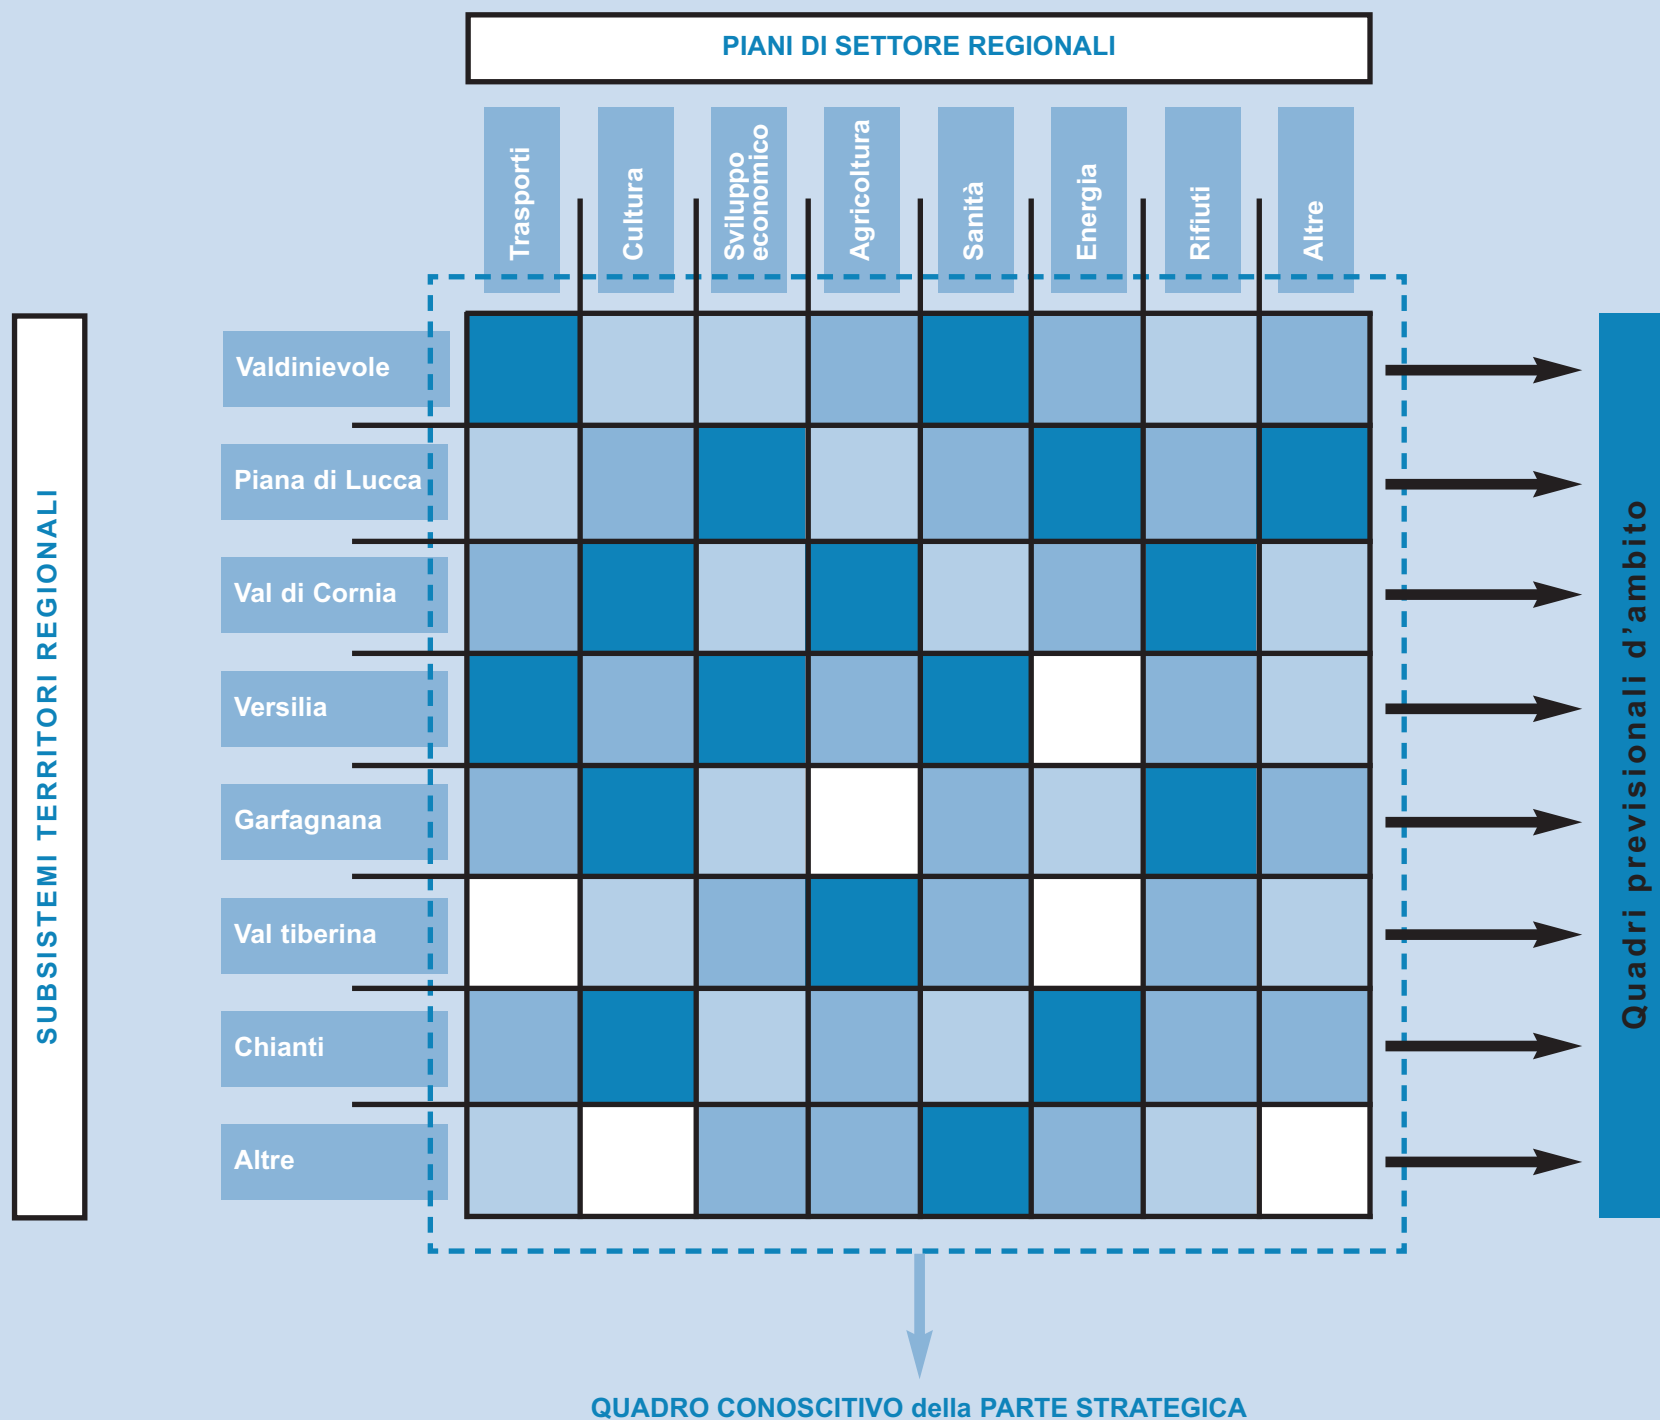 PIANI DI SETTORE REGIONALI
Trasporti
Cultura
Sviluppo
economico
Agricoltura
Sanità
Energia
Rifiuti
Altre
SUBSISTEMI TERRITORI REGIONALI
Valdinievole
Piana di Lucca
Val di Cornia
Versilia
Garfagnana
Val tiberina
Chianti
Altre
Quadri previsionali d’ambito
QUADRO CONOSCITIVO della PARTE STRATEGICA